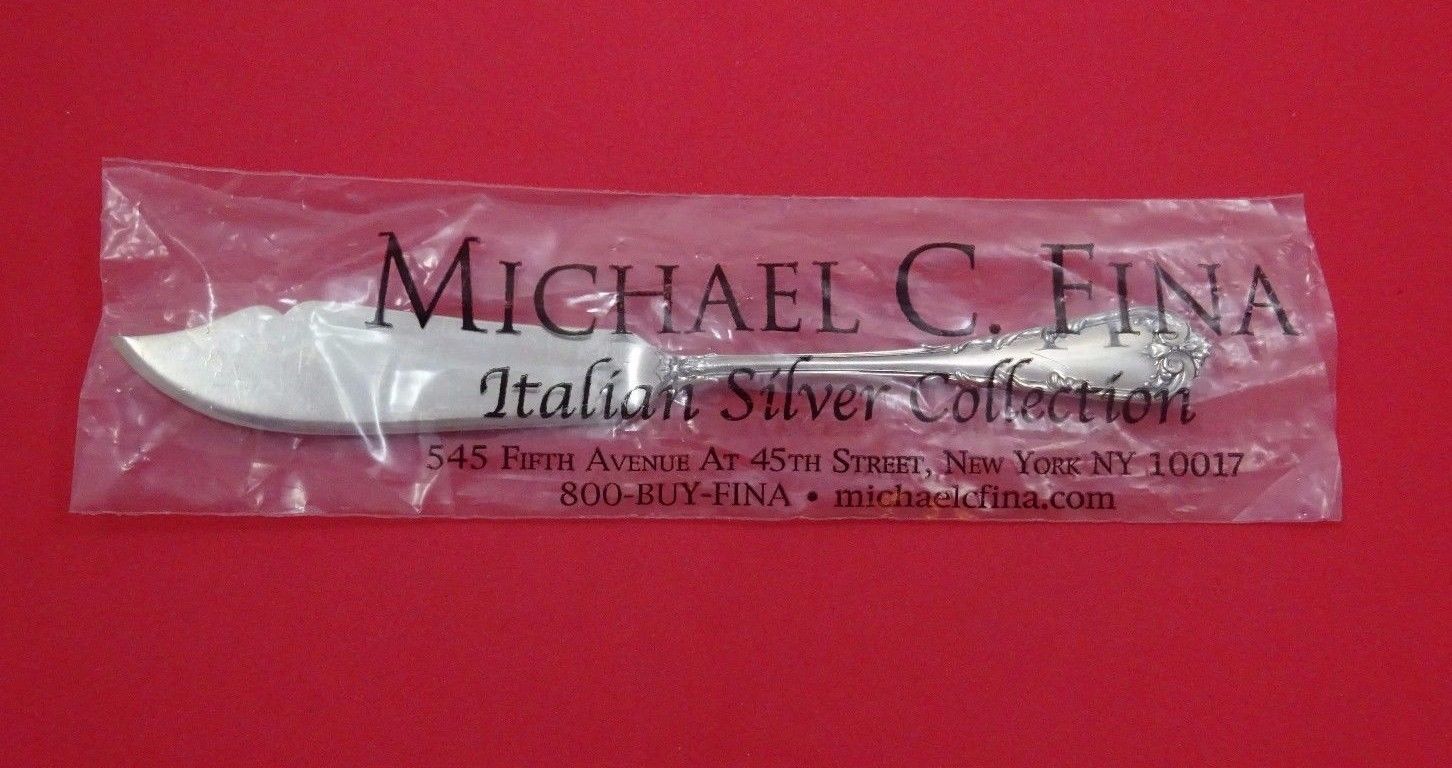 MICHAEL C. FINA
Italian Silver Collection
545 FIFTH AVENUE AT 45TH STREET, NEW YORK NY 10017
800-BUY-FINA • michaelcfina.com